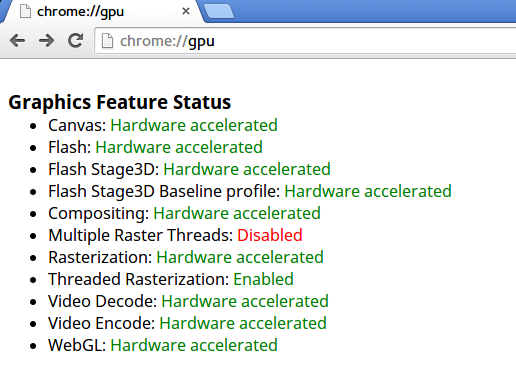 chrome://gpu
chrome://gpu
Graphics Feature Status
Canvas: Hardware accelerated
Flash: Hardware accelerated
Flash Stage3D: Hardware accelerated
Flash Stage3D Baseline profile: Hardware accelerated
Compositing: Hardware accelerated
Multiple Raster Threads: Disabled
Rasterization: Hardware accelerated
Threaded Rasterization: Enabled
Video Decode: Hardware accelerated
Video Encode: Hardware accelerated
WebGL: Hardware accelerated